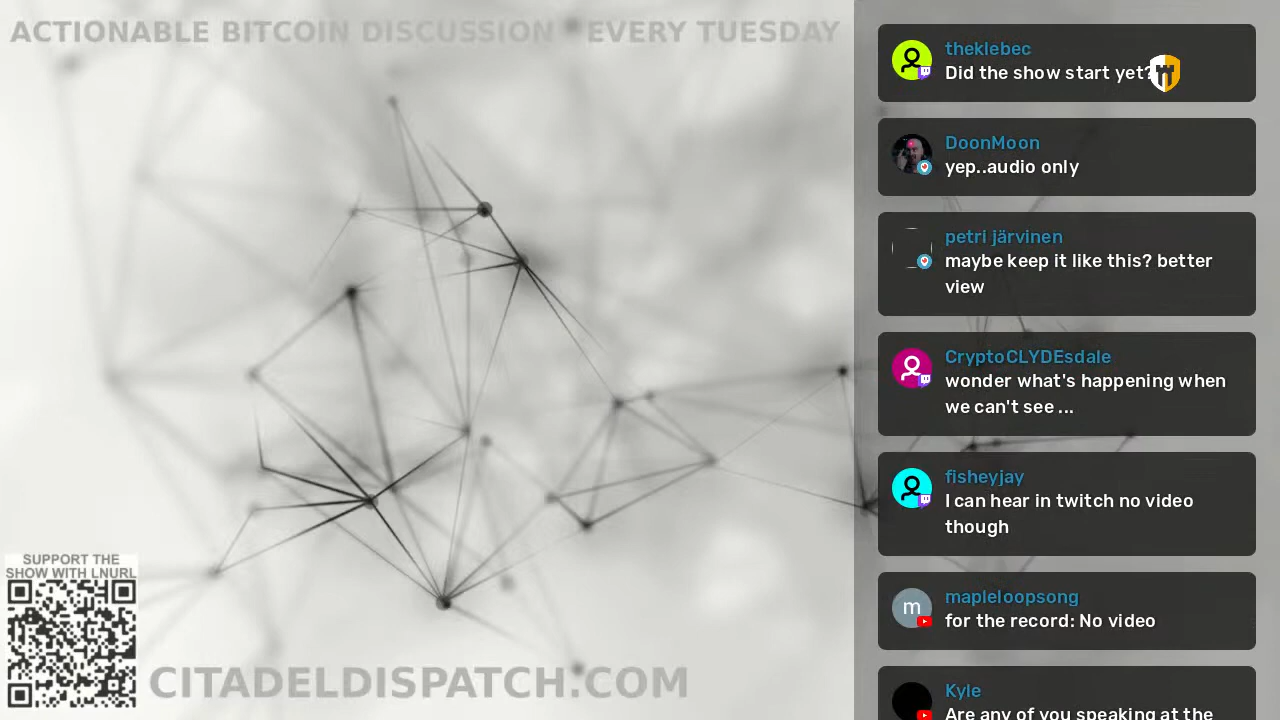 ACTIONABLE BITCOIN DISCUSSION • EVERY TUESDAY
theklebec
Did the show start yet?
DoonMoon
yep..audio only
petri järvinen
maybe keep it like this? better
view
CryptoCLYDEsdale
wonder what's happening when
we can't see ...
fisheyjay
I can hear in twitch no video
though
m
mapleloopsong
for the record: No video
Kyle
Are any of you speaking at the
SUPPORT THE
SHOW WITH LNURL
CITADELDISPATCH.COM